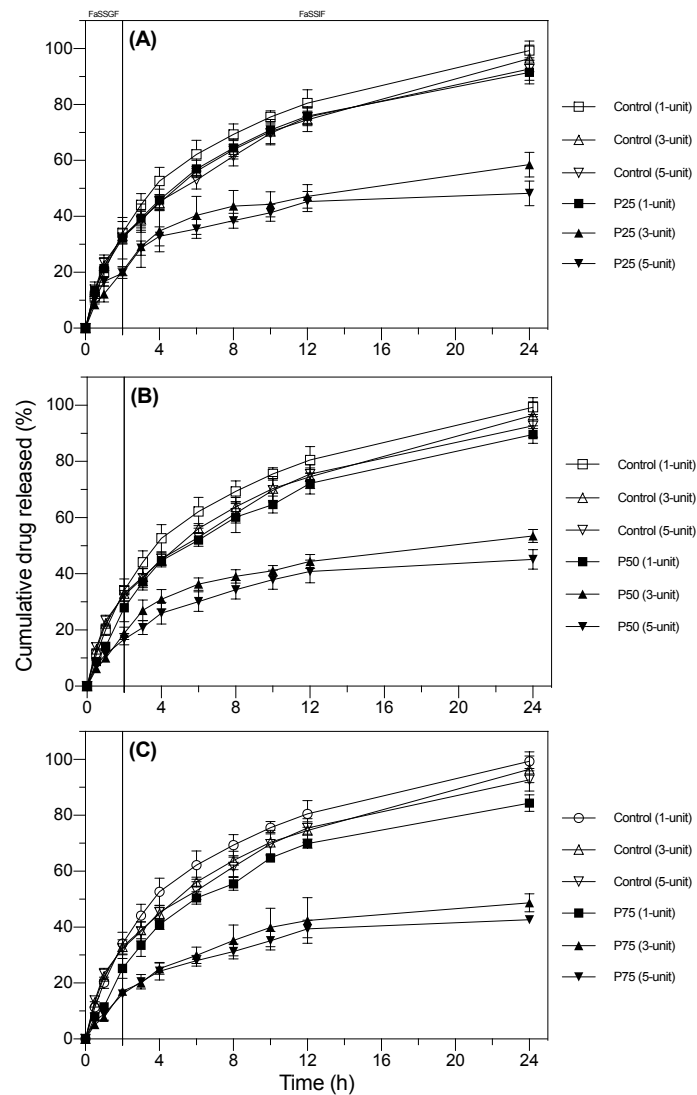 FaSSGF FaSSIF
(A)
100
80
60
40
20
0
0 4 8 12 16 20 24
Control (1-unit)
Control (3-unit)
Control (5-unit)
P25 (1-unit)
P25 (3-unit)
P25 (5-unit)
Cumulative drug released (%)
(B)
100
80
60
40
20
0
0 4 8 12 16 20 24
Control (1-unit)
Control (3-unit)
Control (5-unit)
P50 (1-unit)
P50 (3-unit)
P50 (5-unit)
(C)
100
80
60
40
20
0
0 4 8 12 16 20 24
Control (1-unit)
Control (3-unit)
Control (5-unit)
P75 (1-unit)
P75 (3-unit)
P75 (5-unit)
Time (h)